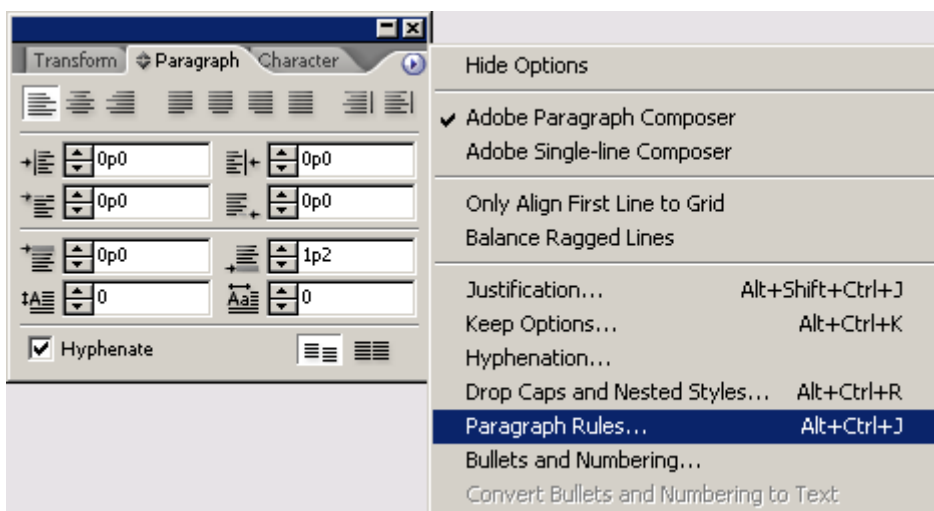 Transform Paragraph Character
0p0 0p0
0p0 0p0
0p0 1p2
0 0
Hyphenate
Hide Options
Adobe Paragraph Composer
Adobe Single-line Composer
Only Align First Line to Grid
Balance Ragged Lines
Justification... Alt+Shift+Ctrl+J
Keep Options... Alt+Ctrl+K
Hyphenation...
Drop Caps and Nested Styles... Alt+Ctrl+R
Paragraph Rules... Alt+Ctrl+J
Bullets and Numbering...
Convert Bullets and Numbering to Text